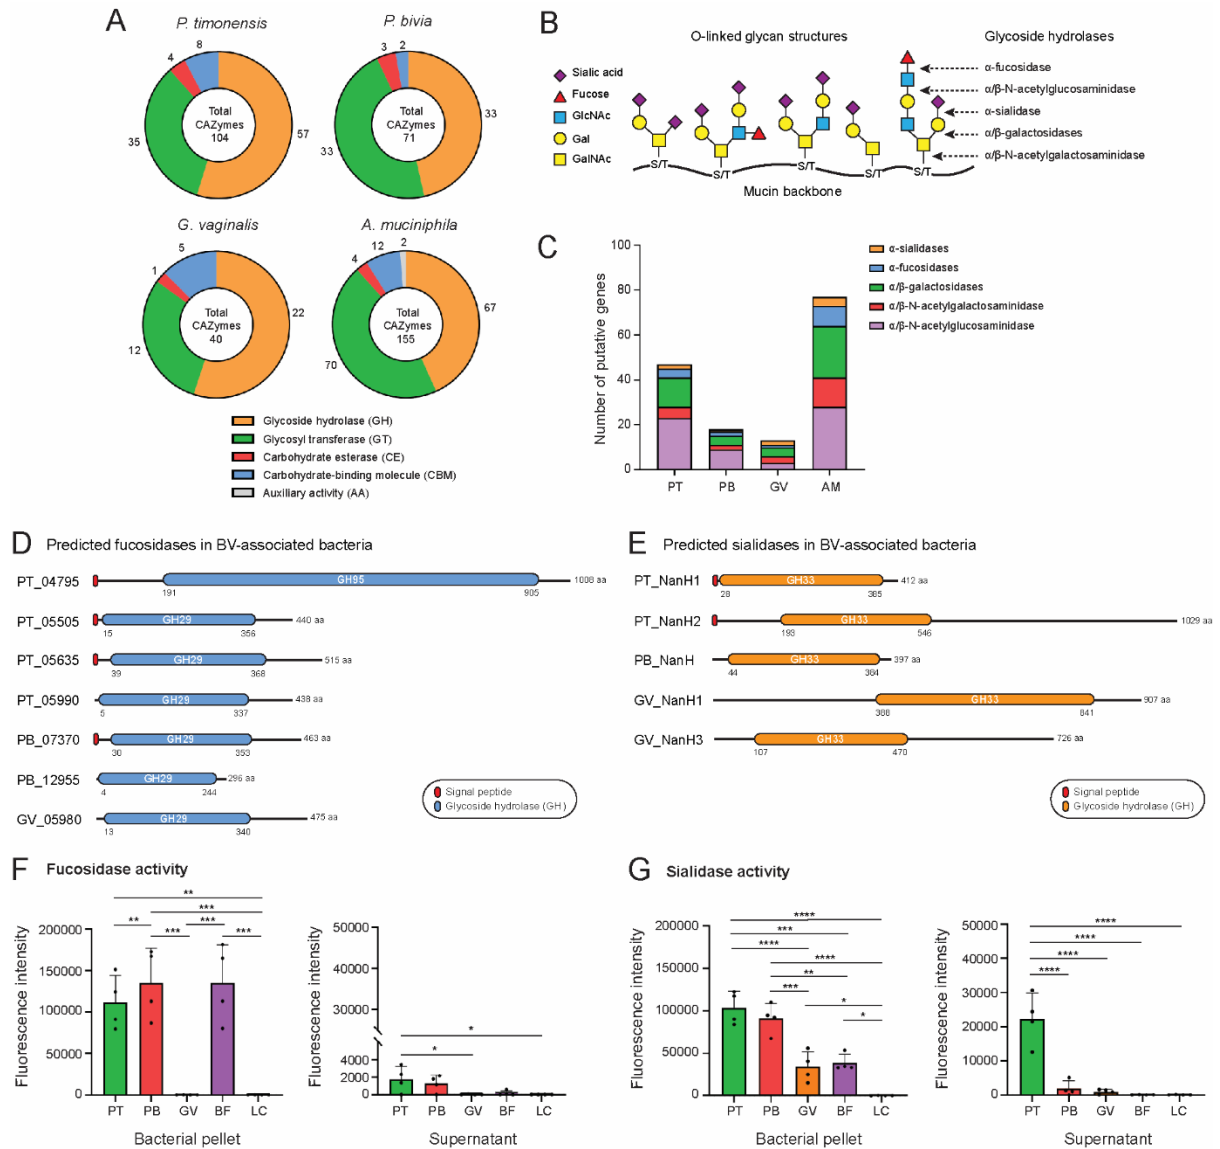 A
P. timonensis
4
8
35
57
Total
CAZymes
104
P. bivia
3
2
33
33
Total
CAZymes
71
G. vaginalis
1
5
12
22
Total
CAZymes
40
A. muciniphila
4
12
2
70
67
Total
CAZymes
155
Glycoside hydrolase (GH)
Glycosyl transferase (GT)
Carbohydrate esterase (CE)
Carbohydrate-binding molecule (CBM)
Auxiliary activity (AA)
B
O-linked glycan structures
Glycoside hydrolases
Sialic acid
Fucose
GlcNAc
Gal
GalNAc
S/T
S/T
S/T
S/T
S/T
Mucin backbone
α-fucosidase
α/β-N-acetylglucosaminidase
α-sialidase
α/β-galactosidases
α/β-N-acetylgalactosaminidase
C
Number of putative genes
100
80
60
40
20
0
PT
PB
GV
AM
α-sialidases
α-fucosidases
α/β-galactosidases
α/β-N-acetylgalactosaminidase
α/β-N-acetylglucosaminidase
D Predicted fucosidases in BV-associated bacteria
PT_04795 GH95 1008 aa
191 905
PT_05505 GH29 440 aa
15 356
PT_05635 GH29 515 aa
39 368
PT_05990 GH29 438 aa
5 337
PB_07370 GH29 463 aa
30 353
PB_12955 GH29 296 aa
4 244
GV_05980 GH29 475 aa
13 340
Signal peptide
Glycoside hydrolase (GH)
E Predicted sialidases in BV-associated bacteria
PT_NanH1 GH33 412 aa
28 385
PT_NanH2 GH33 1029 aa
193 546
PB_NanH GH33 397 aa
44 384
GV_NanH1 GH33 907 aa
388 841
GV_NanH3 GH33 726 aa
107 470
Signal peptide
Glycoside hydrolase (GH)
F Fucosidase activity
Fluorescence intensity
200000
150000
100000
50000
0
**
***
** *** *** ***
PT PB GV BF LC
Bacterial pellet
Fluorescence intensity
50000
40000
30000
4000
2000
0
*
*
PT PB GV BF LC
Supernatant
G Sialidase activity
Fluorescence intensity
200000
150000
100000
50000
0
****
***
****
****
**
***
*
*
PT PB GV BF LC
Bacterial pellet
Fluorescence intensity
50000
40000
30000
20000
10000
0
****
****
****
****
PT PB GV BF LC
Supernatant